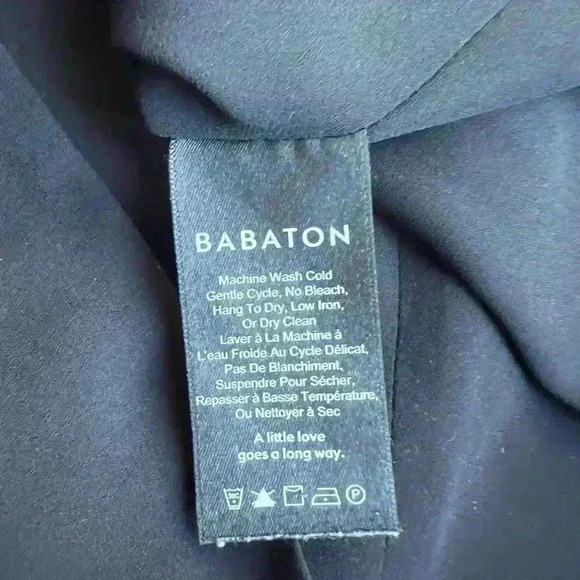 BABATON
Machine Wash Cold
Gentle Cycle, No Bleach,
Hang To Dry, Low Iron,
Or Dry Clean
Laver à La Machine à
L'eau Froide Au Cycle Délicat,
Pas De Blanchiment,
Suspendre Pour Sécher,
Repasser à Basse Température,
Ou Nettoyer à Sec
A little love
goes a long way.
30C P